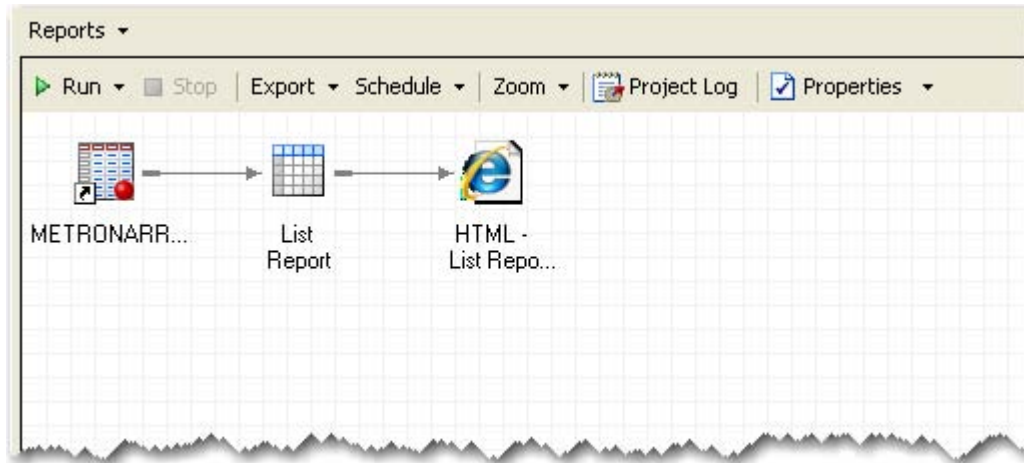 Reports
Run Stop Export Schedule Zoom Project Log Properties
METRONARR...
List
Report
HTML -
List Repo...